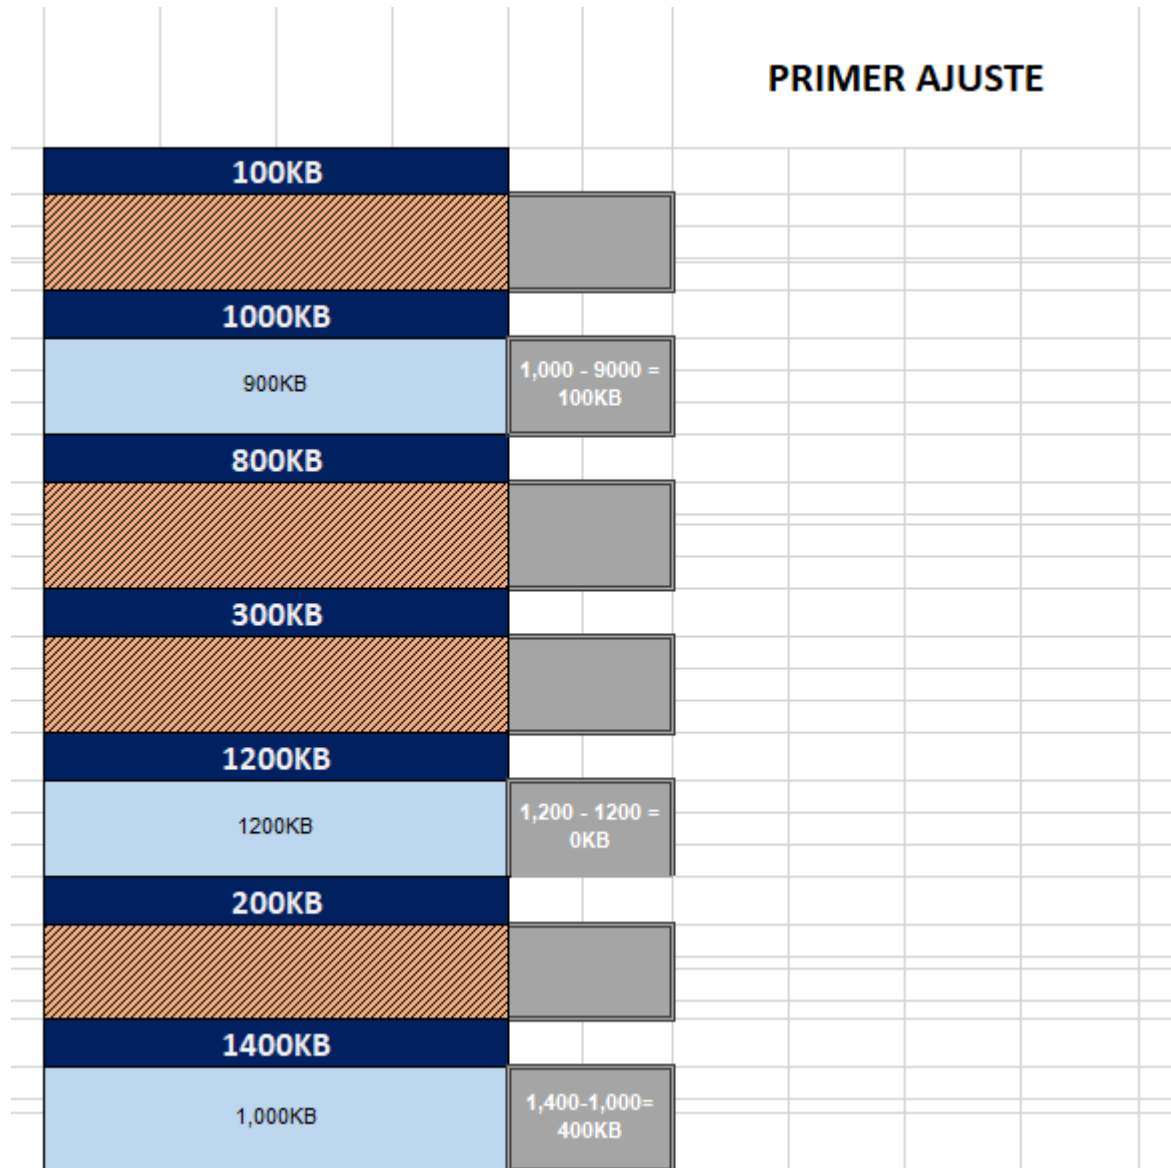 PRIMER AJUSTE
100KB
1000KB
900KB
1,000 - 9000 =
100KB
800KB
300KB
1200KB
1200KB
1,200 - 1200 =
0KB
200KB
1400KB
1,000KB
1,400-1,000=
400KB